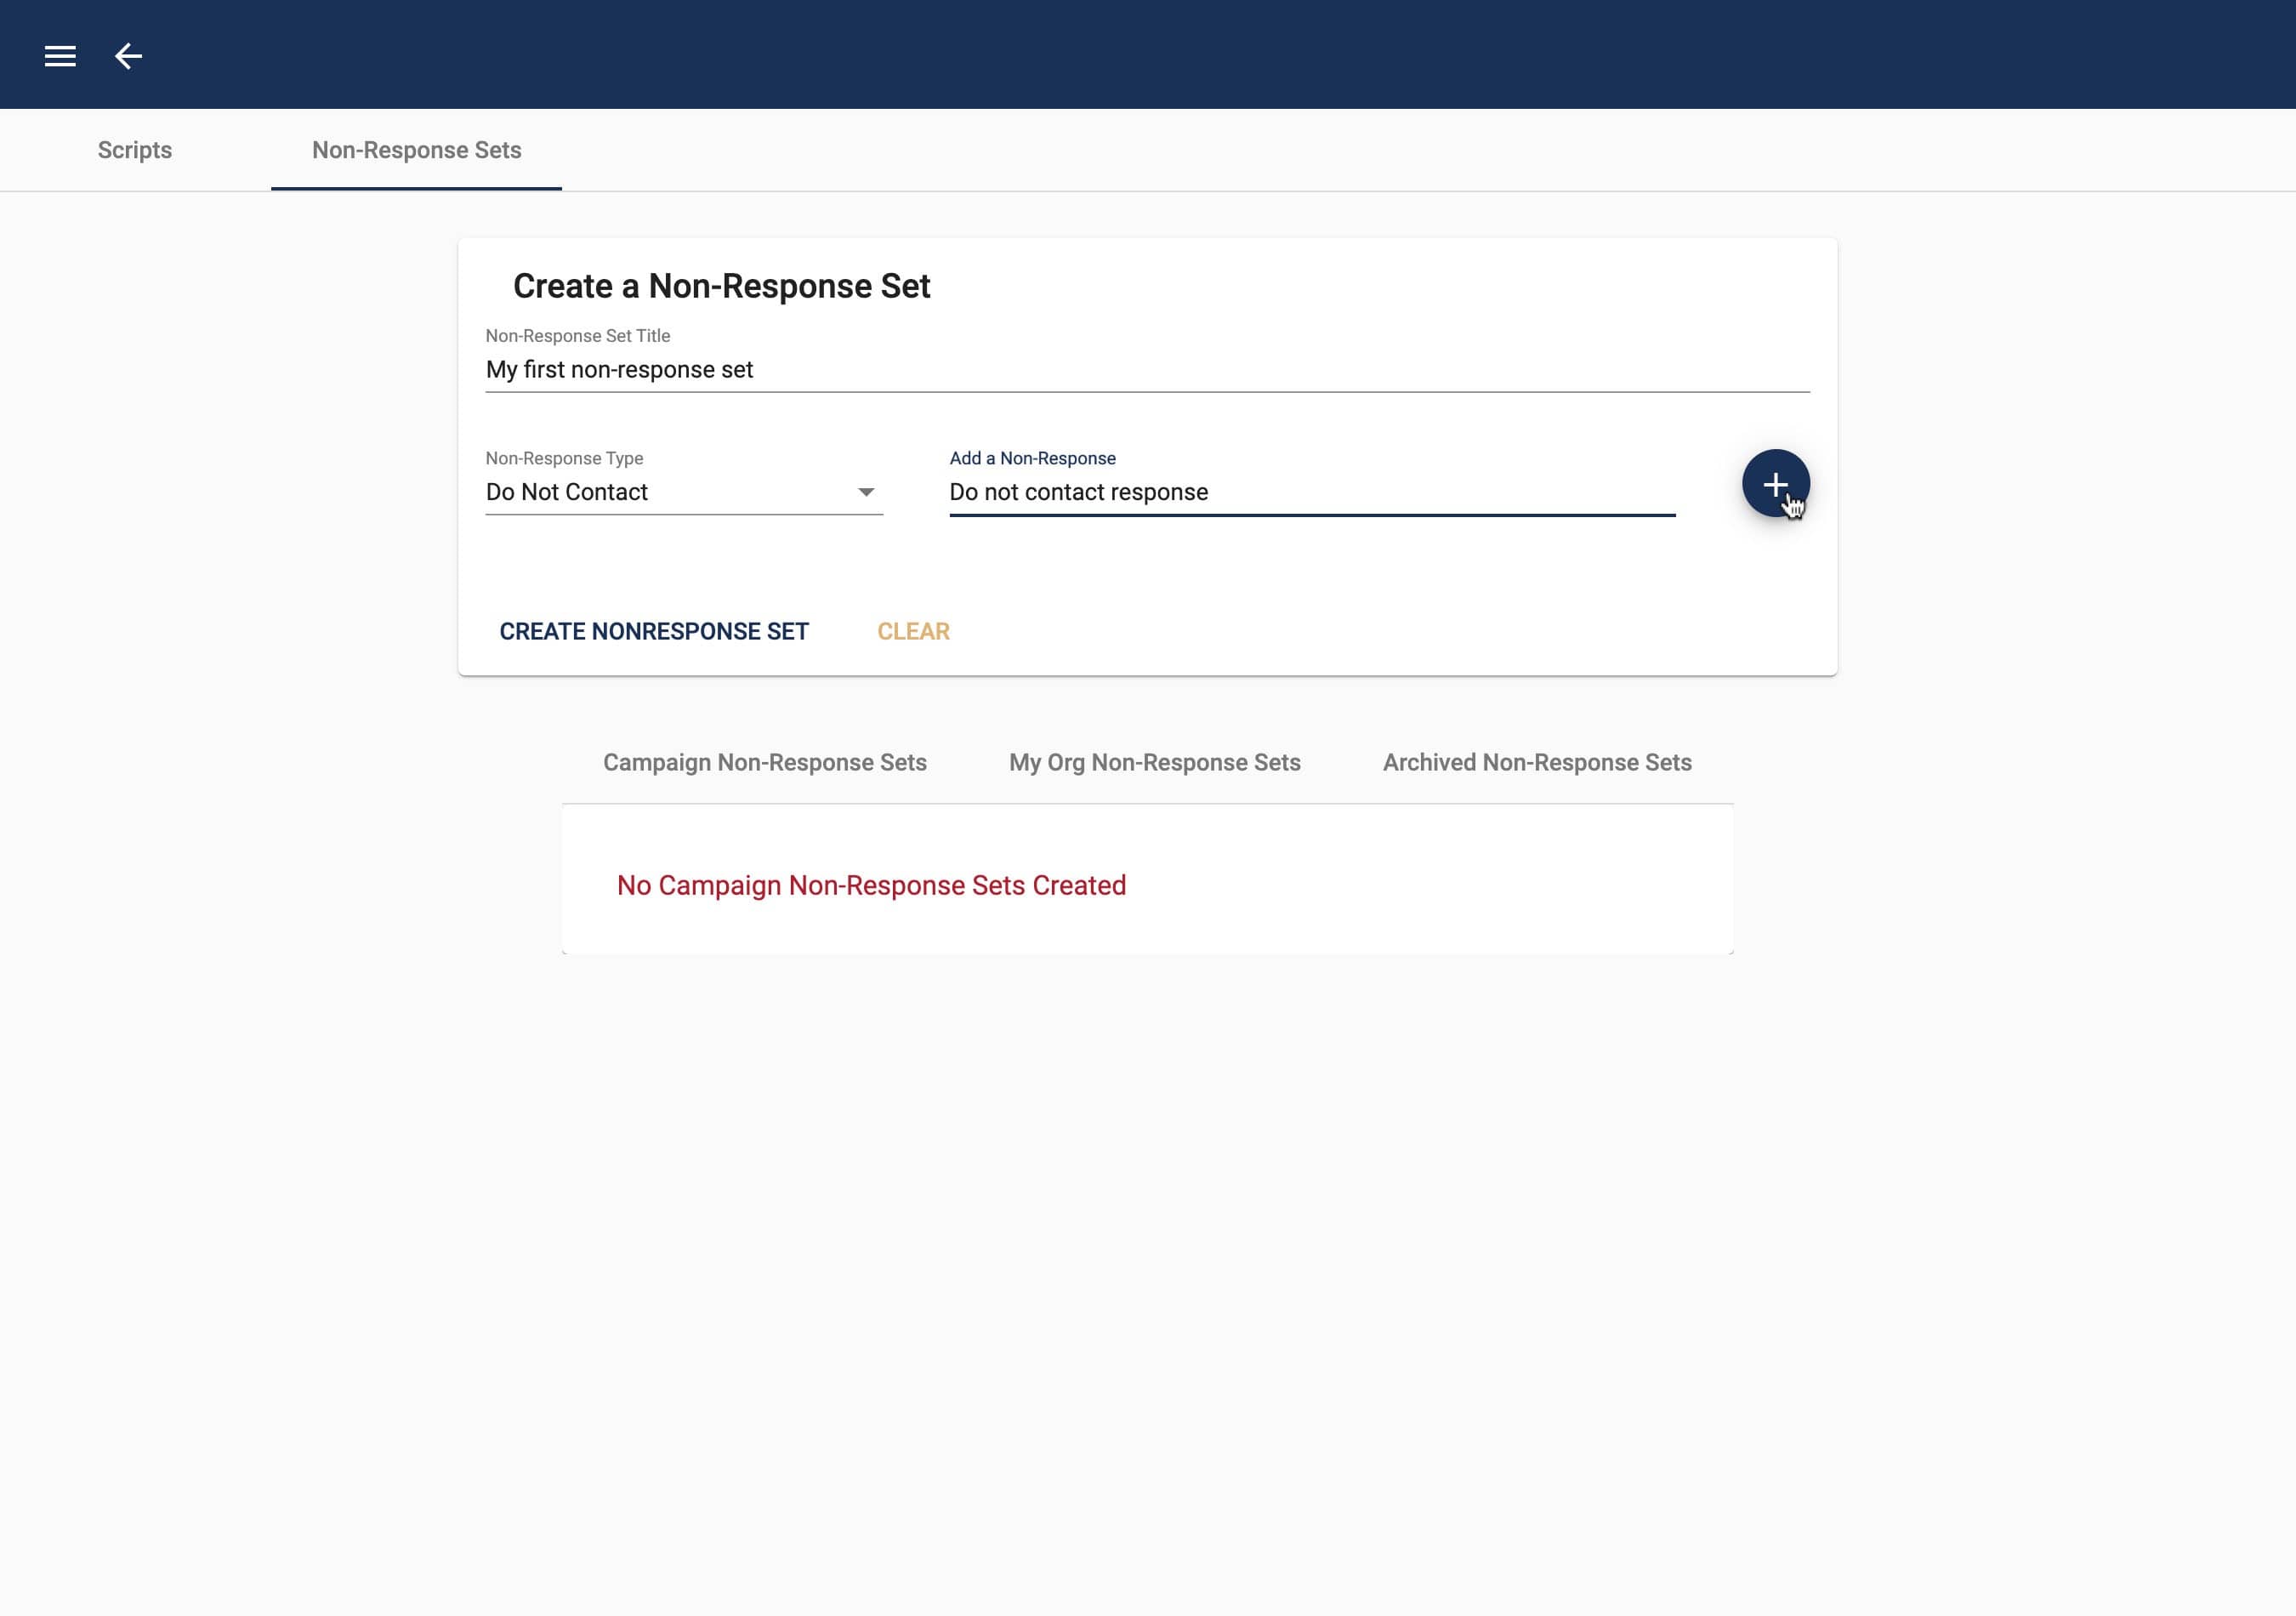 Scripts
Non-Response Sets
Create a Non-Response Set
Non-Response Set Title
My first non-response set
Non-Response Type
Add a Non-Response
Do Not Contact
Do not contact response
CREATE NONRESPONSE SET
CLEAR
Campaign Non-Response Sets
My Org Non-Response Sets
Archived Non-Response Sets
No Campaign Non-Response Sets Created